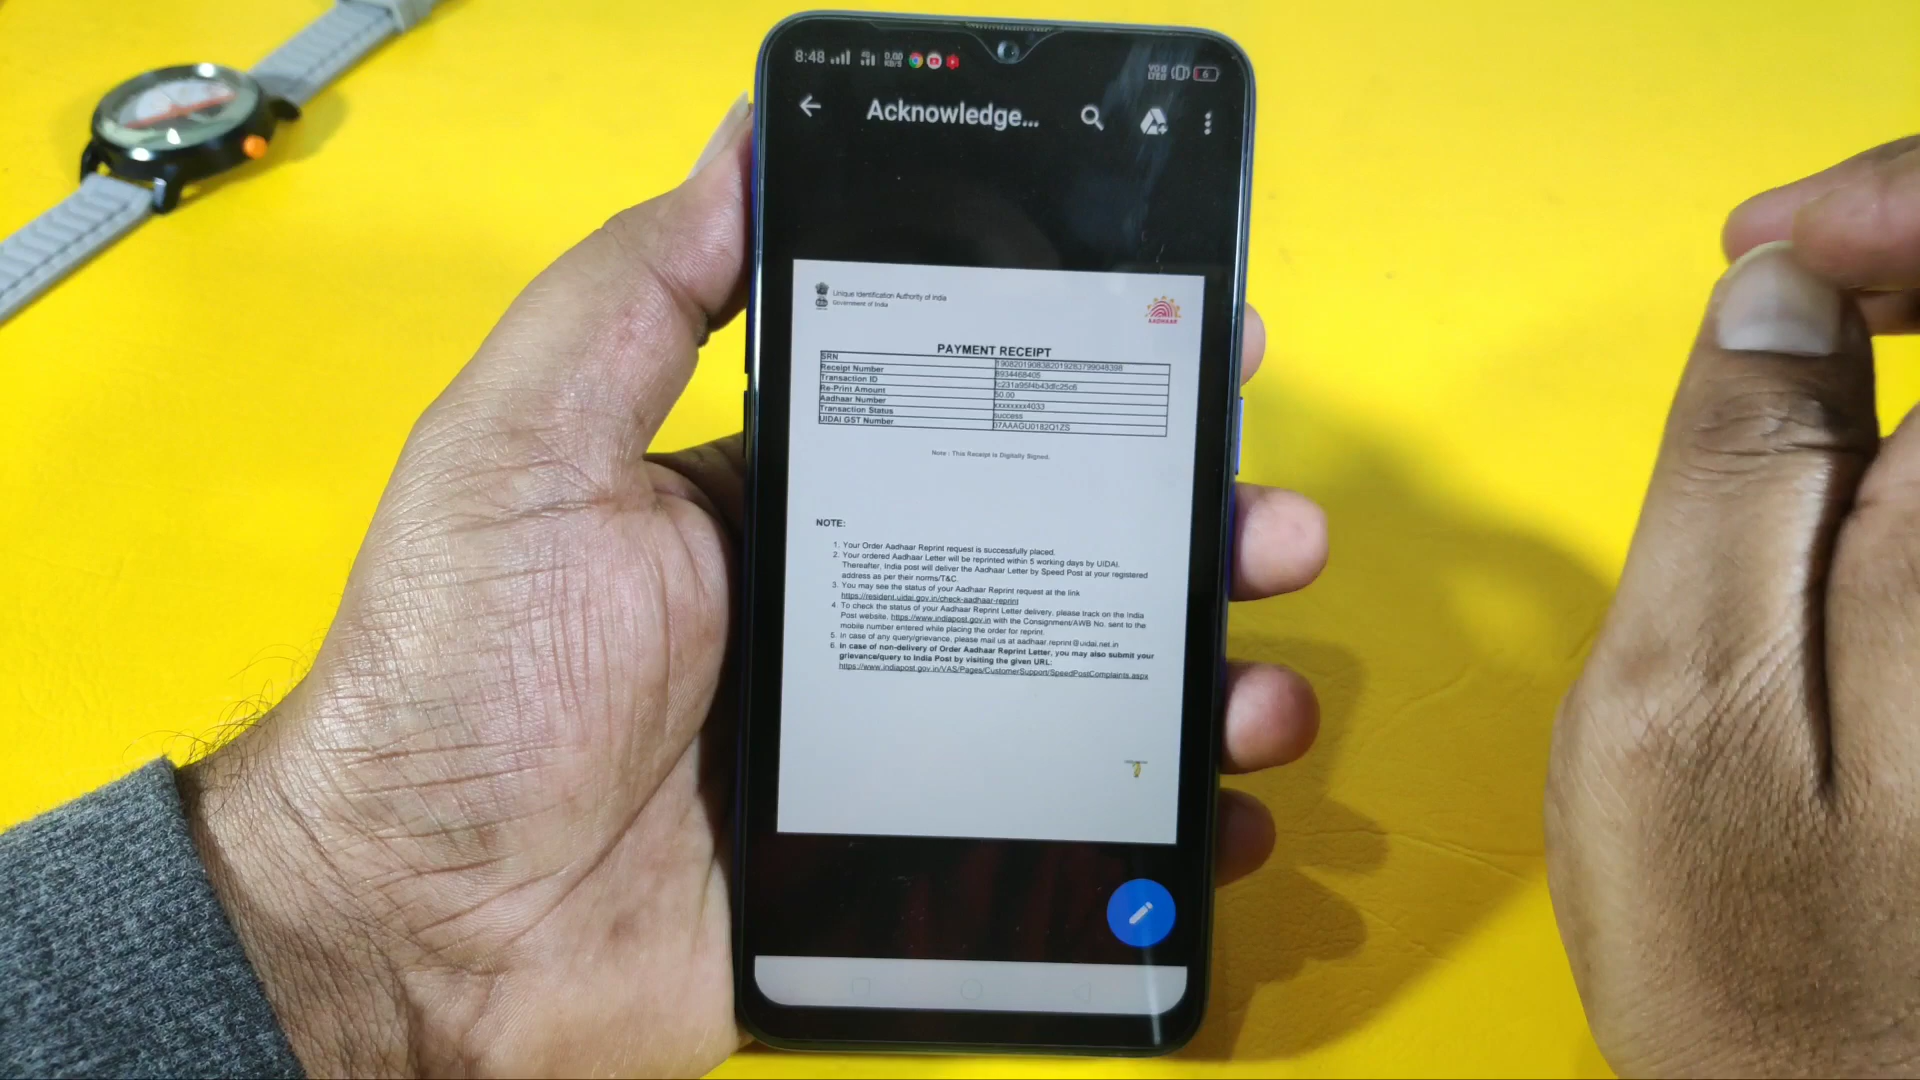 8:48 0.00 KB/S 6
Acknowledge...
Unique Identification Authority of India
Government of India
AADHAAR
PAYMENT RECEIPT
SRN
Receipt Number 8934468405
Transaction ID
Re-Print Amount 50.00
Aadhaar Number xxxxxxxx4033
Transaction Status success
UIDAI GST Number 07AAAGU0182Q1ZS
Note : This Receipt is Digitally Signed.
NOTE:
1. Your Order Aadhaar Reprint request is successfully placed.
2. Your ordered Aadhaar Letter will be reprinted within 5 working days by UIDAI.
Thereafter, India post will deliver the Aadhaar Letter by Speed Post at your registered
address as per their norms/T&C.
3. You may see the status of your Aadhaar Reprint request at the link
https://resident.uidai.gov.in/check-aadhaar-reprint
4. To check the status of your Aadhaar Reprint Letter delivery, please track on the India
Post website, https://www.indiapost.gov.in with the Consignment/AWB No. sent to the
mobile number entered while placing the order for reprint.
5. In case of any query/grievance, please mail us at aadhaar.reprint@uidai.net.in
6. In case of non-delivery of Order Aadhaar Reprint Letter, you may also submit your
grievance/query to India Post by visiting the given URL:
https://www.indiapost.gov.in/VAS/Pages/CustomerSupport/SpeedPostComplaints.aspx